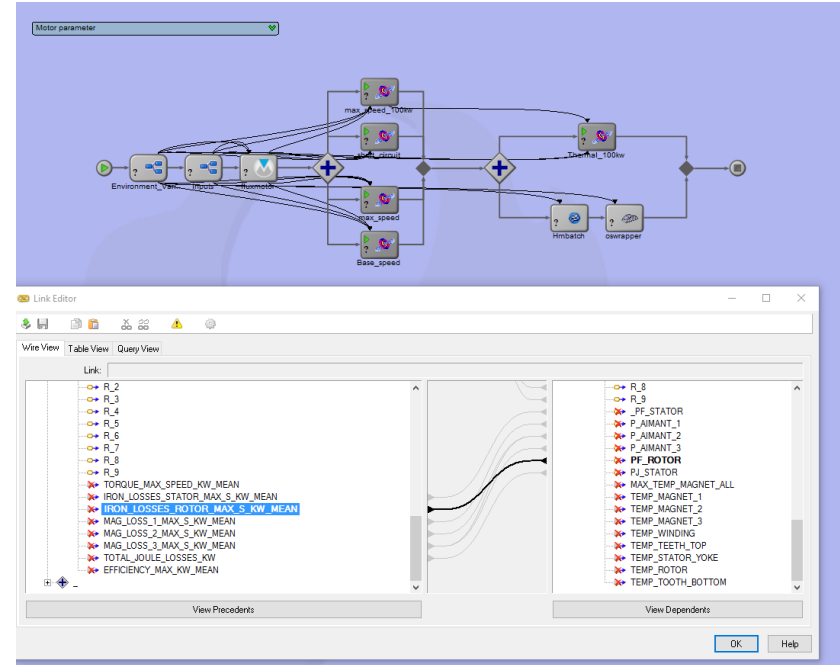 Motor parameter
max_speed_100kw
Thermal_100kw
Environment_Vari...
Inputs
fluxmotor
max_speed
Base_speed
Hmbatch
oswrapper
Link Editor
Wire View
Table View
Query View
Link:
R_2
R_3
R_4
R_5
R_6
R_7
R_8
R_9
TORQUE_MAX_SPEED_KW_MEAN
IRON_LOSSES_STATOR_MAX_S_KW_MEAN
IRON_LOSSES_ROTOR_MAX_S_KW_MEAN
MAG_LOSS_1_MAX_S_KW_MEAN
MAG_LOSS_2_MAX_S_KW_MEAN
MAG_LOSS_3_MAX_S_KW_MEAN
TOTAL_JOULE_LOSSES_KW
EFFICIENCY_MAX_KW_MEAN
_
R_8
R_9
_PF_STATOR
P_AIMANT_1
P_AIMANT_2
P_AIMANT_3
PF_ROTOR
PJ_STATOR
MAX_TEMP_MAGNET_ALL
TEMP_MAGNET_1
TEMP_MAGNET_2
TEMP_MAGNET_3
TEMP_WINDING
TEMP_TEETH_TOP
TEMP_STATOR_YOKE
TEMP_ROTOR
TEMP_TOOTH_BOTTOM
View Precedents
View Dependents
OK
Help